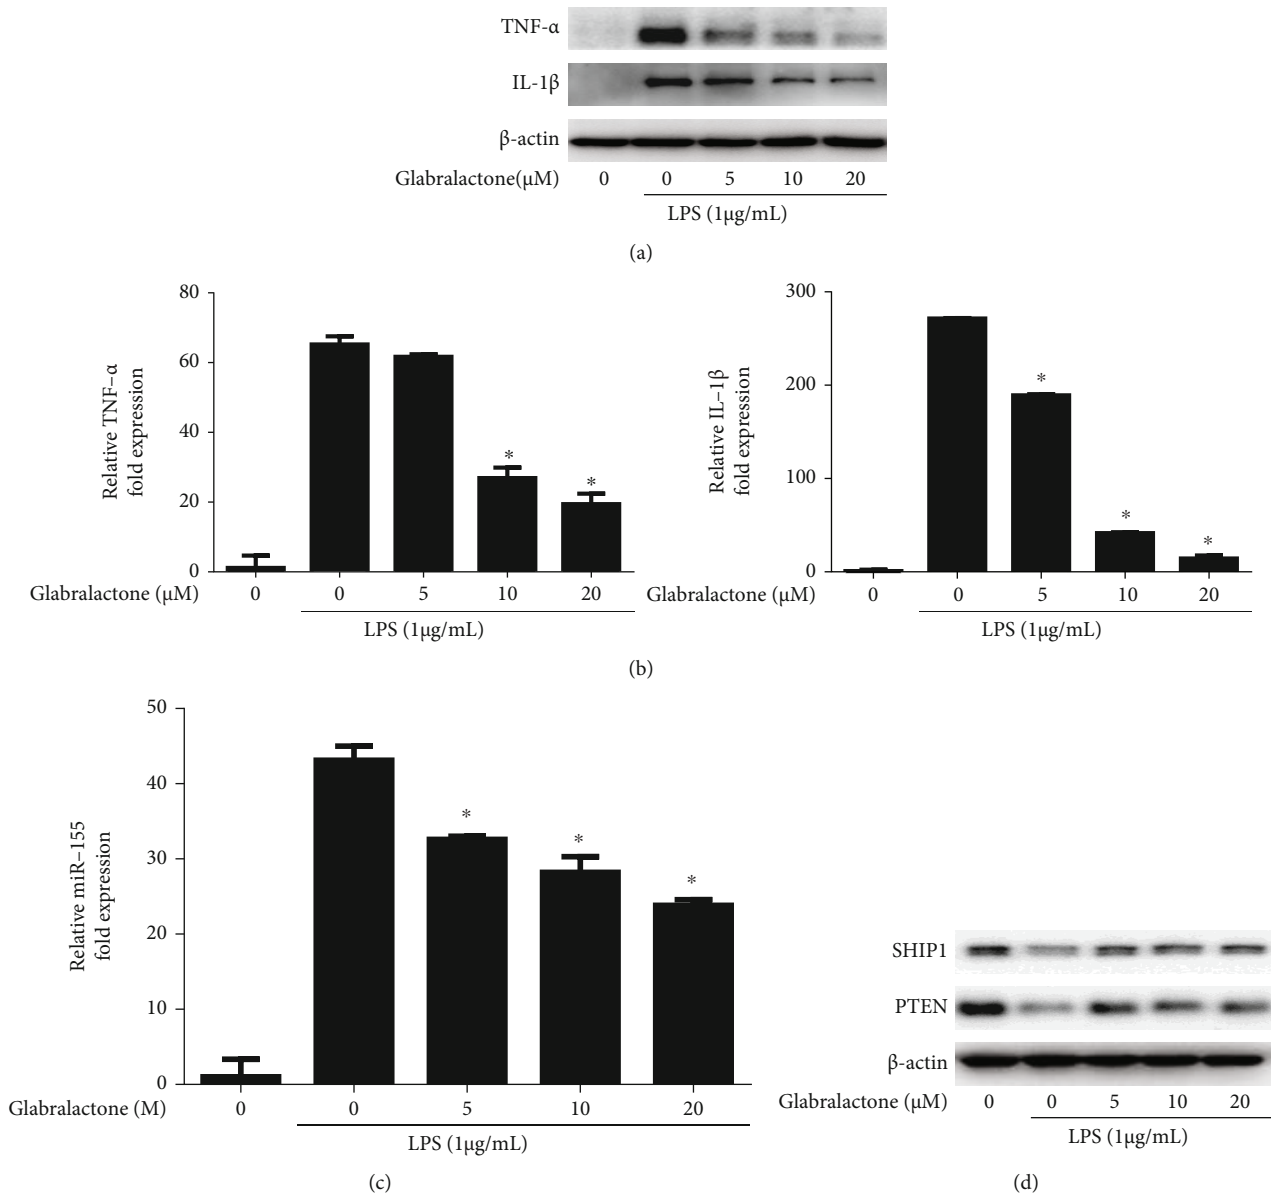 TNF-α
IL-1β
β-actin
Glabralactone(μM) 0 0 5 10 20
LPS (1μg/mL)
(a)
80
60
40
20
0
Relative TNF–α
fold expression
* *
Glabralactone (μM) 0 0 5 10 20
LPS (1μg/mL)
300
200
100
0
Relative IL–1β
fold expression
* * *
Glabralactone (μM) 0 0 5 10 20
LPS (1μg/mL)
(b)
50
40
30
20
10
0
Relative miR–155
fold expression
* * *
Glabralactone (M) 0 0 5 10 20
LPS (1μg/mL)
(c)
SHIP1
PTEN
β-actin
Glabralactone (μM) 0 0 5 10 20
LPS (1μg/mL)
(d)